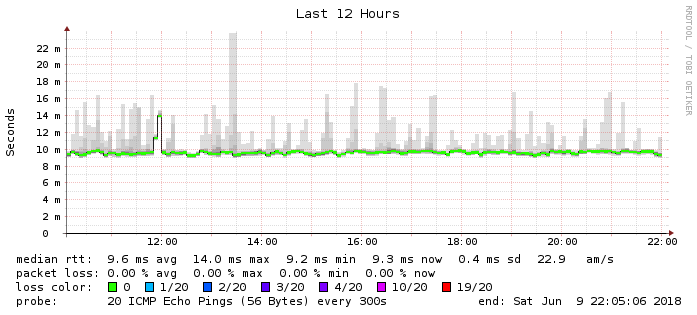 Last 12 Hours
RRDTOOL / TOBI OETIKER
Seconds
22 m
20 m
18 m
16 m
14 m
12 m
10 m
8 m
6 m
4 m
2 m
0
12:00 14:00 16:00 18:00 20:00 22:00
median rtt: 9.6 ms avg 14.0 ms max 9.2 ms min 9.3 ms now 0.4 ms sd 22.9 am/s
packet loss: 0.00 % avg 0.00 % max 0.00 % min 0.00 % now
loss color: 0 1/20 2/20 3/20 4/20 10/20 19/20
probe: 20 ICMP Echo Pings (56 Bytes) every 300s end: Sat Jun 9 22:05:06 2018